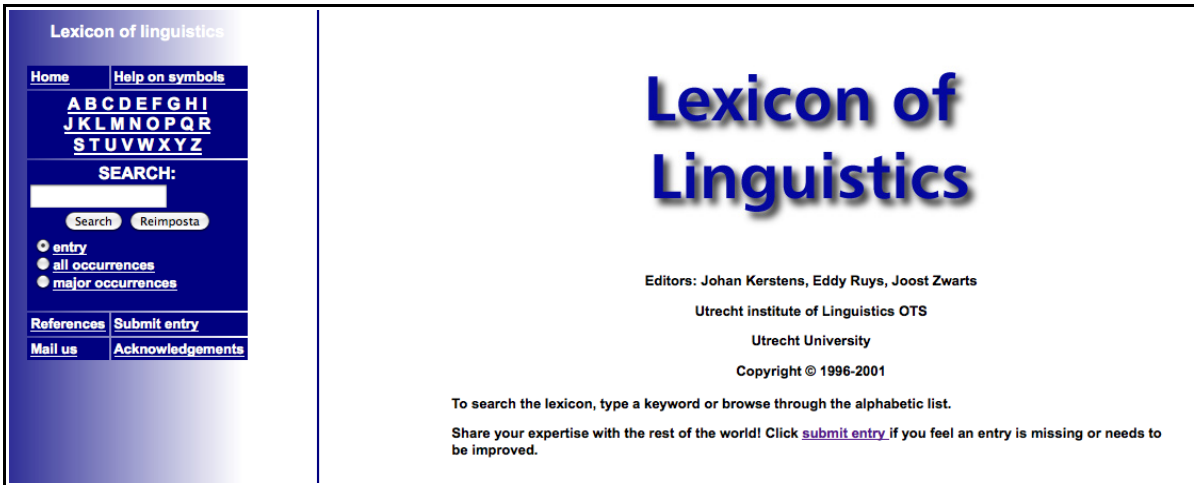 Lexicon of linguistics
Home Help on symbols
A B C D E F G H I
J K L M N O P Q R
S T U V W X Y Z
SEARCH:
Search Reimposta
entry
all occurrences
major occurrences
References Submit entry
Mail us Acknowledgements
Lexicon of
Linguistics
Editors: Johan Kerstens, Eddy Ruys, Joost Zwarts
Utrecht institute of Linguistics OTS
Utrecht University
Copyright © 1996-2001
To search the lexicon, type a keyword or browse through the alphabetic list.
Share your expertise with the rest of the world! Click submit entry if you feel an entry is missing or needs to
be improved.